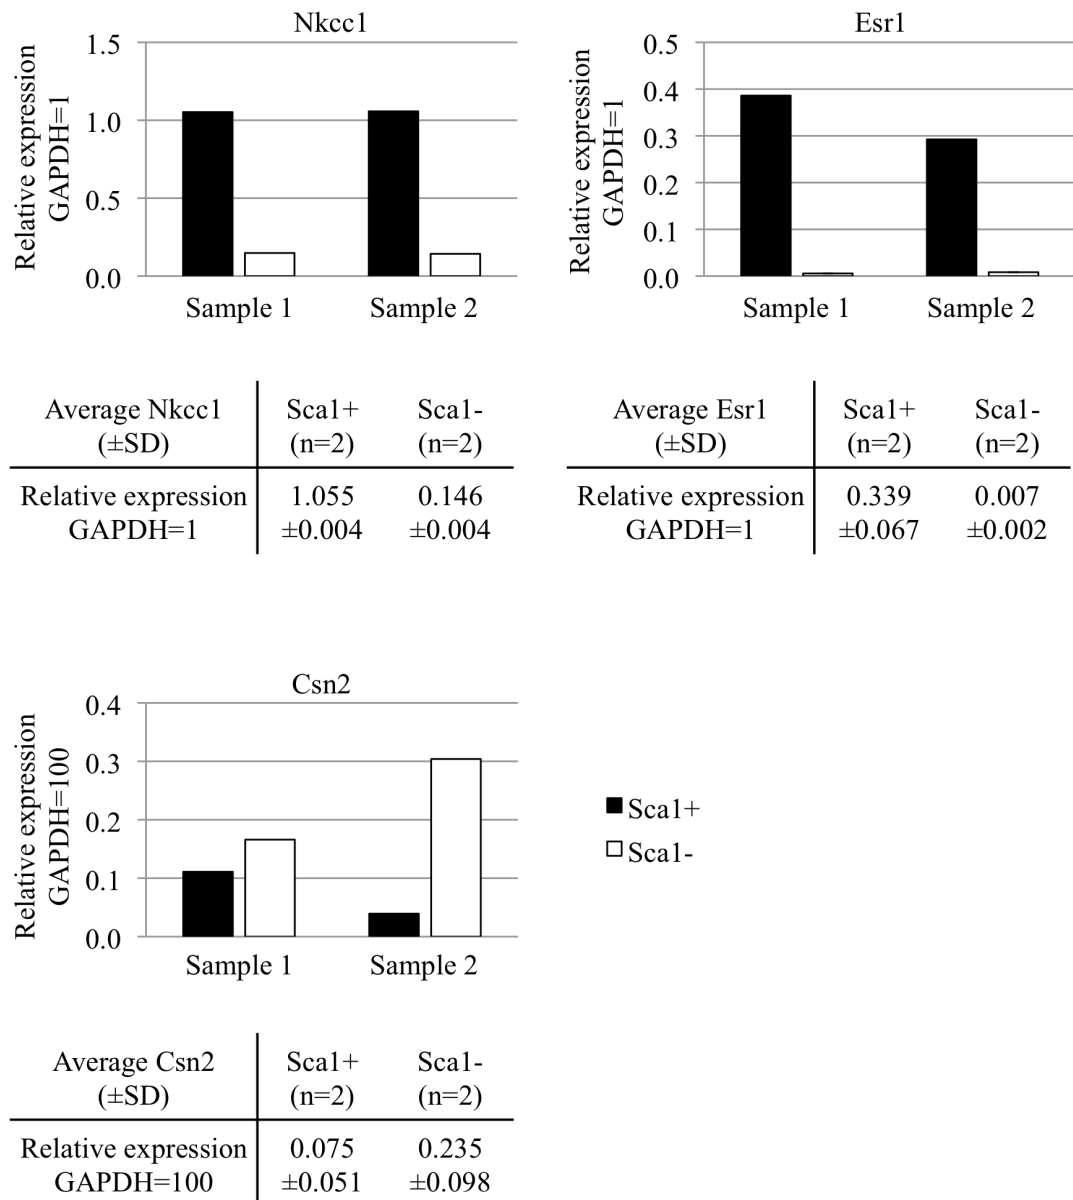 Nkcc1
Relative expression
GAPDH=1
1.5
1.0
0.5
0.0
Sample 1
Sample 2
Esr1
Relative expression
GAPDH=1
0.5
0.4
0.3
0.2
0.1
0.0
Sample 1
Sample 2
Average Nkcc1 Sca1+ Sca1-
(±SD) (n=2) (n=2)
Relative expression 1.055 0.146
GAPDH=1 ±0.004 ±0.004
Average Esr1 Sca1+ Sca1-
(±SD) (n=2) (n=2)
Relative expression 0.339 0.007
GAPDH=1 ±0.067 ±0.002
Csn2
Relative expression
GAPDH=100
0.4
0.3
0.2
0.1
0.0
Sample 1
Sample 2
Sca1+
Sca1-
Average Csn2 Sca1+ Sca1-
(±SD) (n=2) (n=2)
Relative expression 0.075 0.235
GAPDH=100 ±0.051 ±0.098